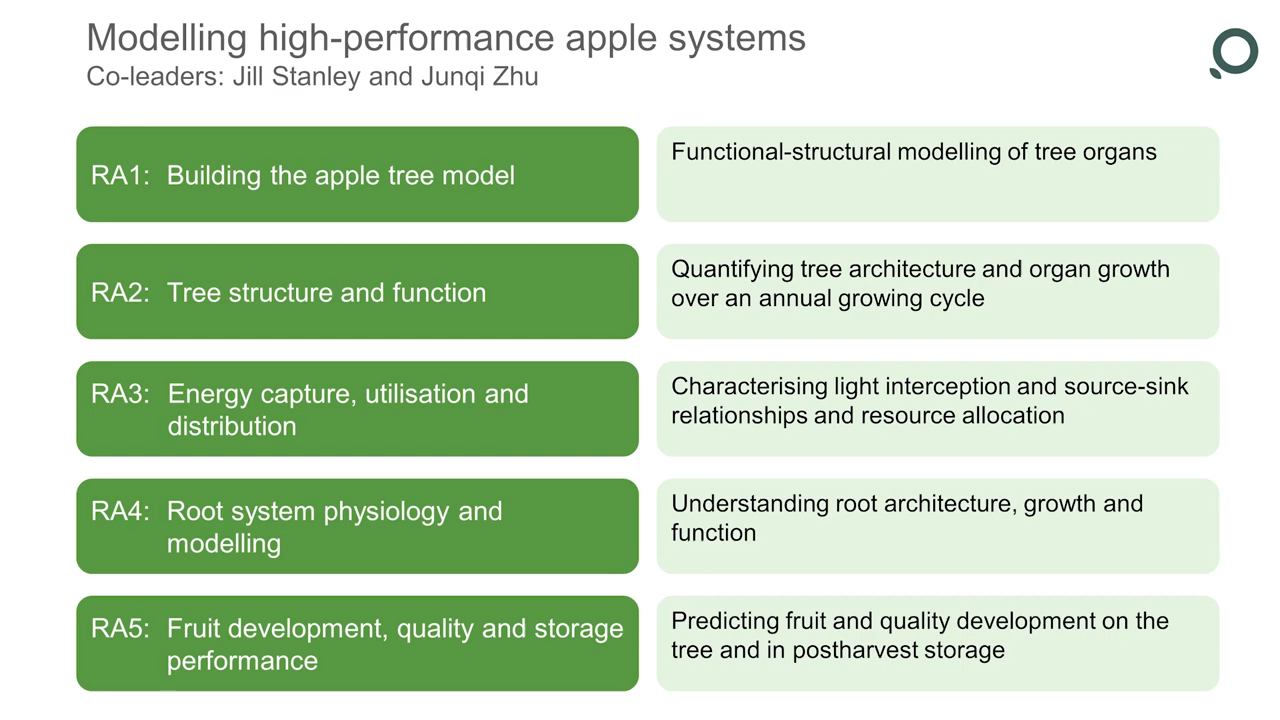 Modelling high-performance apple systems
Co-leaders: Jill Stanley and Junqi Zhu
RA1: Building the apple tree model
Functional-structural modelling of tree organs
RA2: Tree structure and function
Quantifying tree architecture and organ growth
over an annual growing cycle
RA3: Energy capture, utilisation and
distribution
Characterising light interception and source-sink
relationships and resource allocation
RA4: Root system physiology and
modelling
Understanding root architecture, growth and
function
RA5: Fruit development, quality and storage
performance
Predicting fruit and quality development on the
tree and in postharvest storage